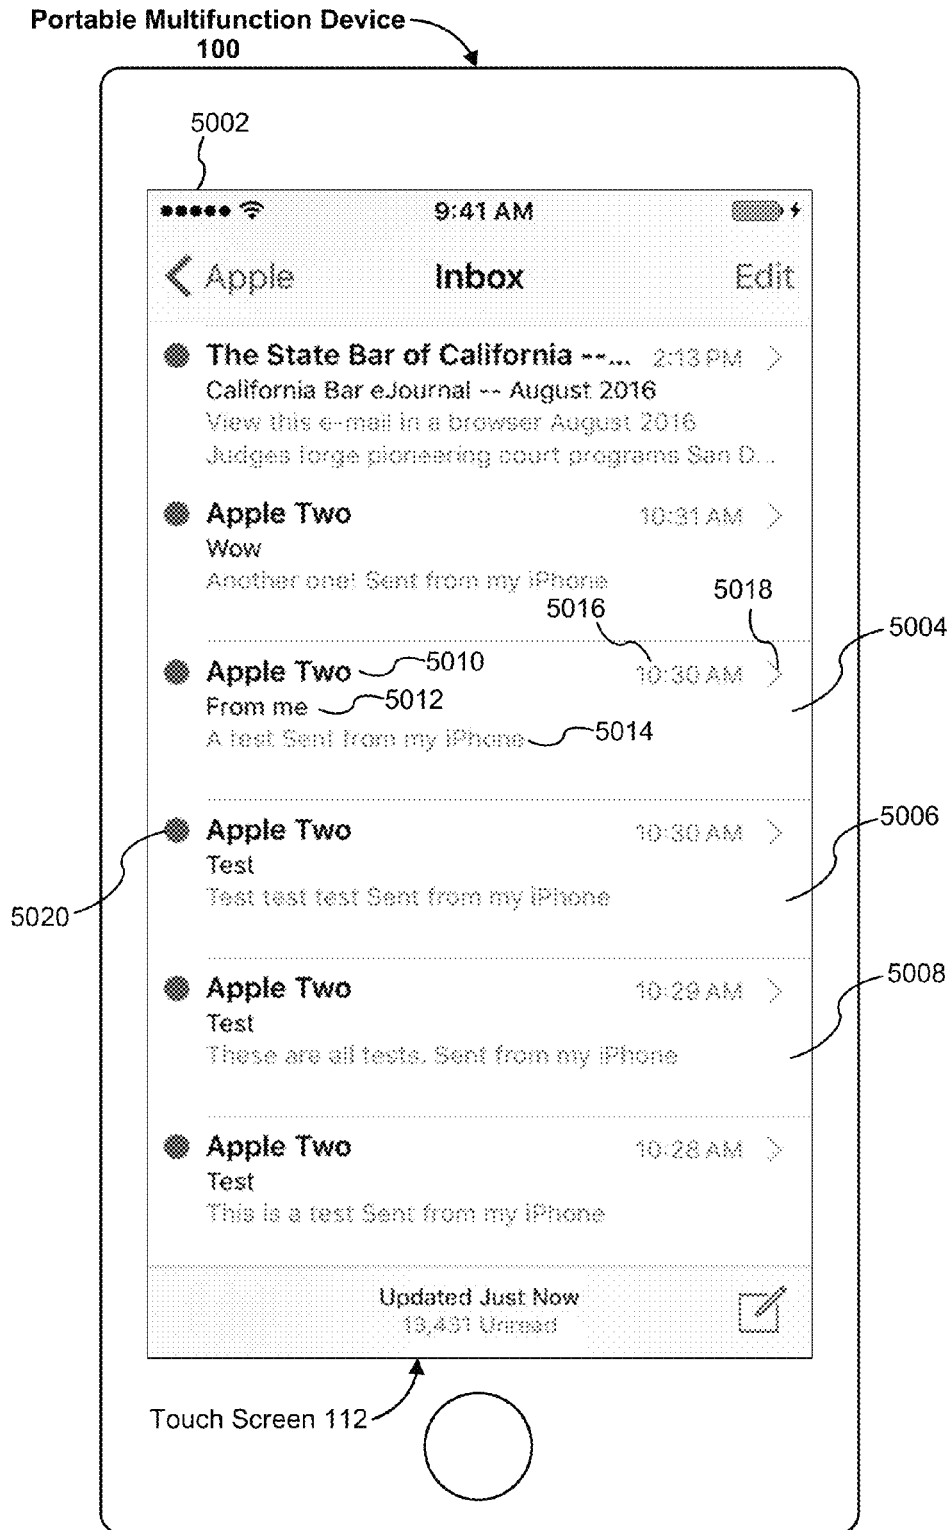 Portable Multifunction Device
100
5002
9:41 AM
Apple
Inbox
Edit
The State Bar of California --... 2:13 PM
California Bar eJournal -- August 2016
View this e-mail in a browser August 2016
Judges forge pioneering court programs San D...
Apple Two 10:31 AM
Wow
Another one! Sent from my iPhone
5016
5018
5004
Apple Two 5010 10:30 AM
From me 5012
A test Sent from my iPhone 5014
5006
Apple Two 10:30 AM
Test
Test test test Sent from my iPhone
5020
5008
Apple Two 10:29 AM
Test
These are all tests. Sent from my iPhone
Apple Two 10:28 AM
Test
This is a test Sent from my iPhone
Updated Just Now
13,431 Unread
Touch Screen 112